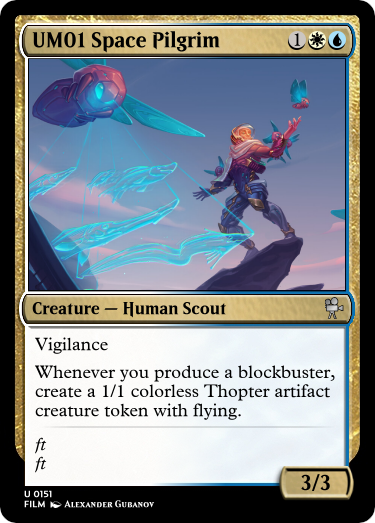 UM01 Space Pilgrim 1
Creature — Human Scout
Vigilance
Whenever you produce a blockbuster,
create a 1/1 colorless Thopter artifact
creature token with flying.
ft
ft
3/3
U 0151
FILM Alexander Gubanov